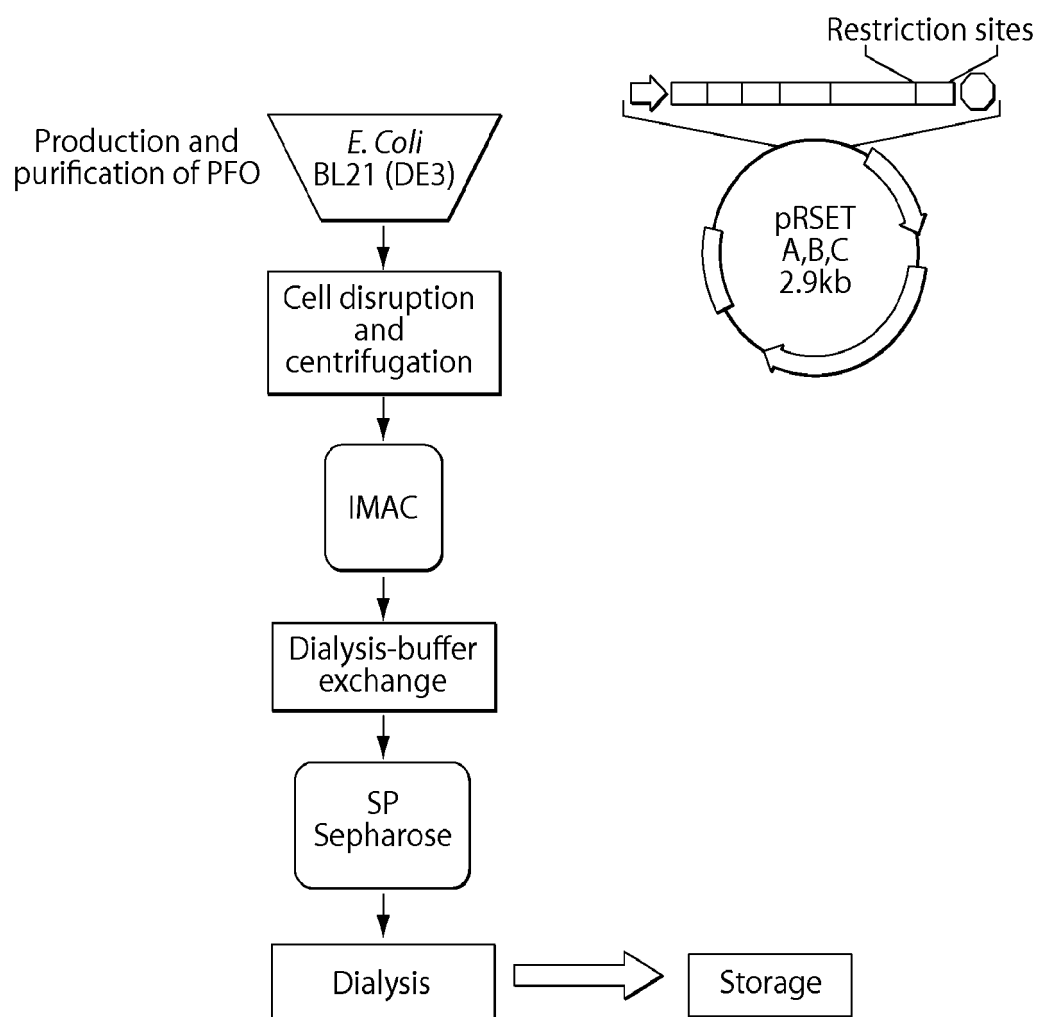 Restriction sites
Production and
purification of PFO
E. Coli
BL21 (DE3)
pRSET
A,B,C
2.9kb
Cell disruption
and
centrifugation
IMAC
Dialysis-buffer
exchange
SP
Sepharose
Dialysis
Storage